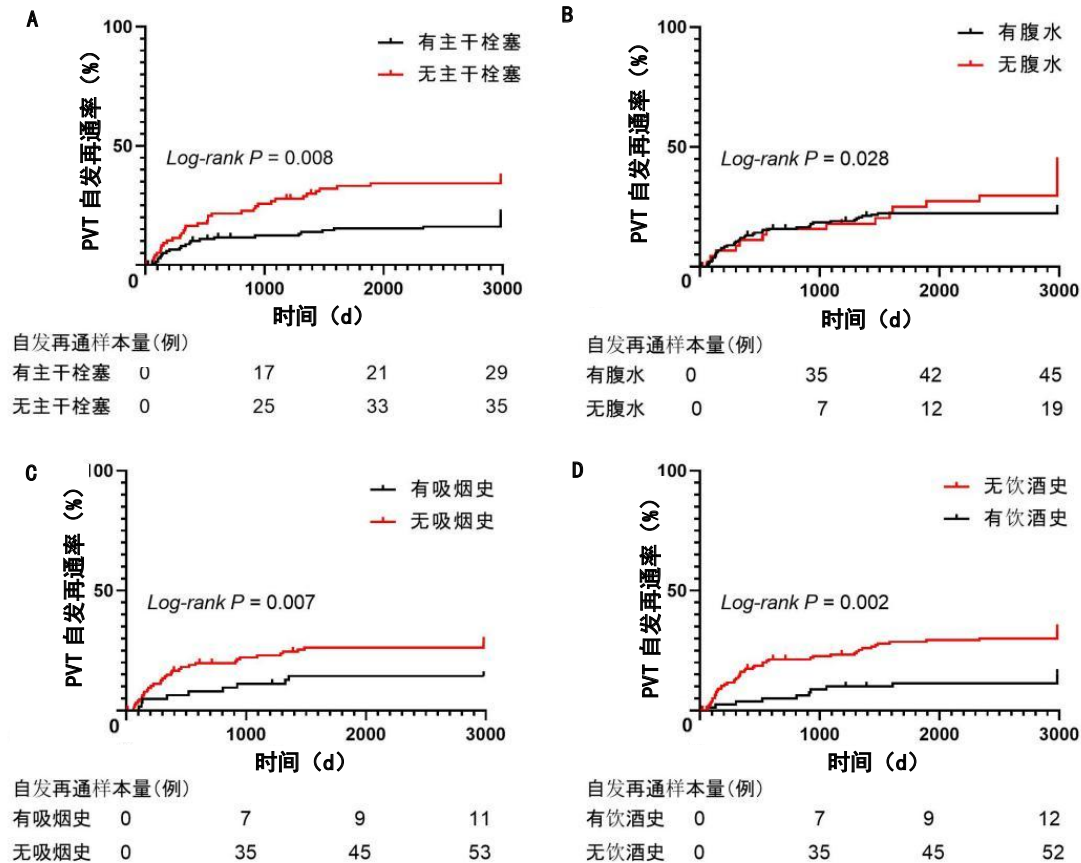 A
100
50
0
1000
2000
3000
PVT 自发再通率 (%)
时间 (d)
有主干栓塞
无主干栓塞
Log-rank P = 0.008
自发再通样本量(例)
有主干栓塞 0 17 21 29
无主干栓塞 0 25 33 35
B
100
50
0
1000
2000
3000
PVT 自发再通率 (%)
时间 (d)
有腹水
无腹水
Log-rank P = 0.028
自发再通样本量(例)
有腹水 0 35 42 45
无腹水 0 7 12 19
C
100
50
0
1000
2000
3000
PVT 自发再通率 (%)
时间 (d)
有吸烟史
无吸烟史
Log-rank P = 0.007
自发再通样本量(例)
有吸烟史 0 7 9 11
无吸烟史 0 35 45 53
D
100
50
0
1000
2000
3000
PVT 自发再通率 (%)
时间 (d)
无饮酒史
有饮酒史
Log-rank P = 0.002
自发再通样本量(例)
有饮酒史 0 7 9 12
无饮酒史 0 35 45 52